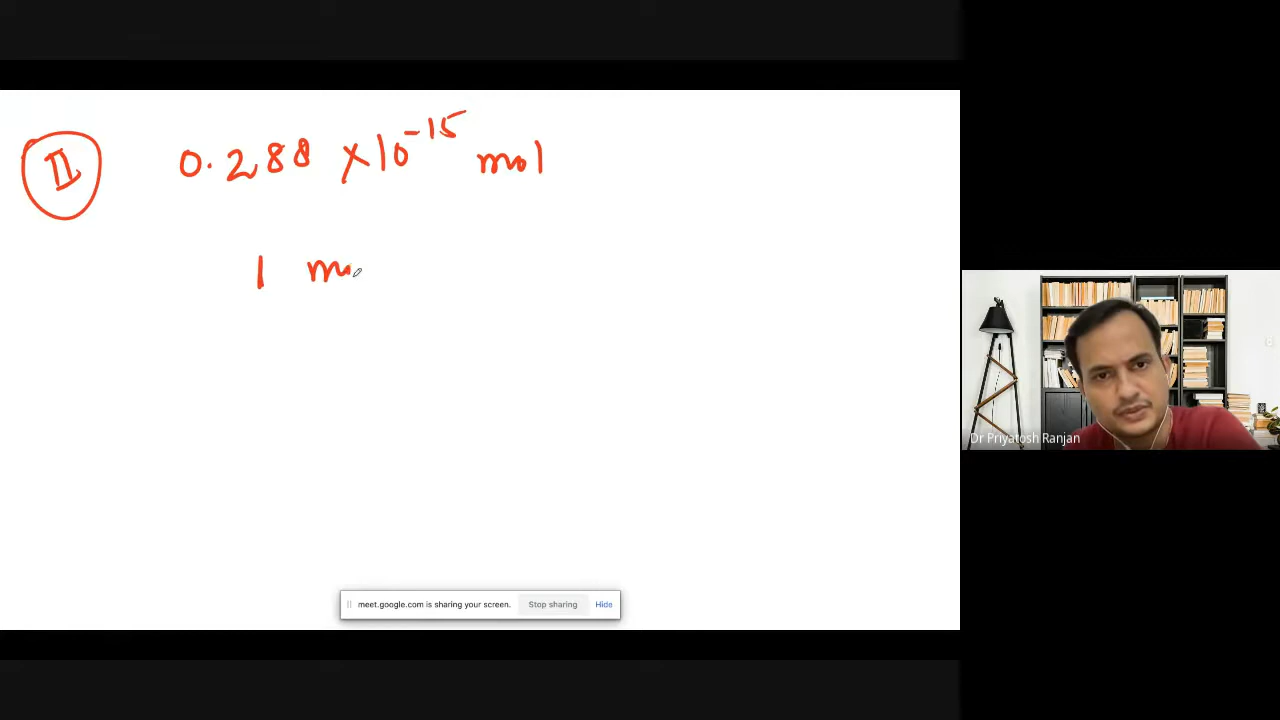 II 0.288 × 10⁻¹⁵ mol
1 mo
Dr Priyatosh Ranjan
meet.google.com is sharing your screen. Stop sharing Hide